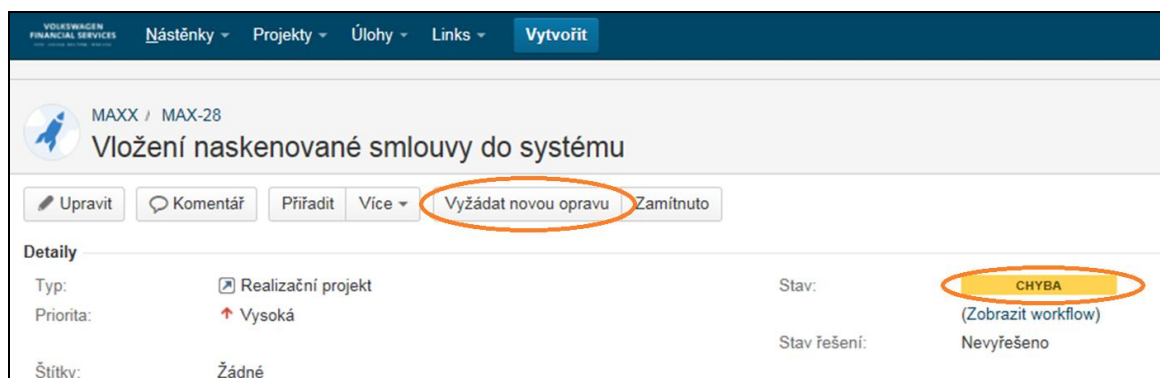 VOLKSWAGEN
FINANCIAL SERVICES
Nástěnky Projekty Úlohy Links Vytvořit
MAXX / MAX-28
Vložení naskenované smlouvy do systému
Upravit Komentář Přiřadit Více Vyžádat novou opravu Zamítnuto
Detaily
Typ: Realizační projekt Stav: CHYBA
Priorita: Vysoká (Zobrazit workflow)
Stav řešení: Nevyřešeno
Štítky: Žádné